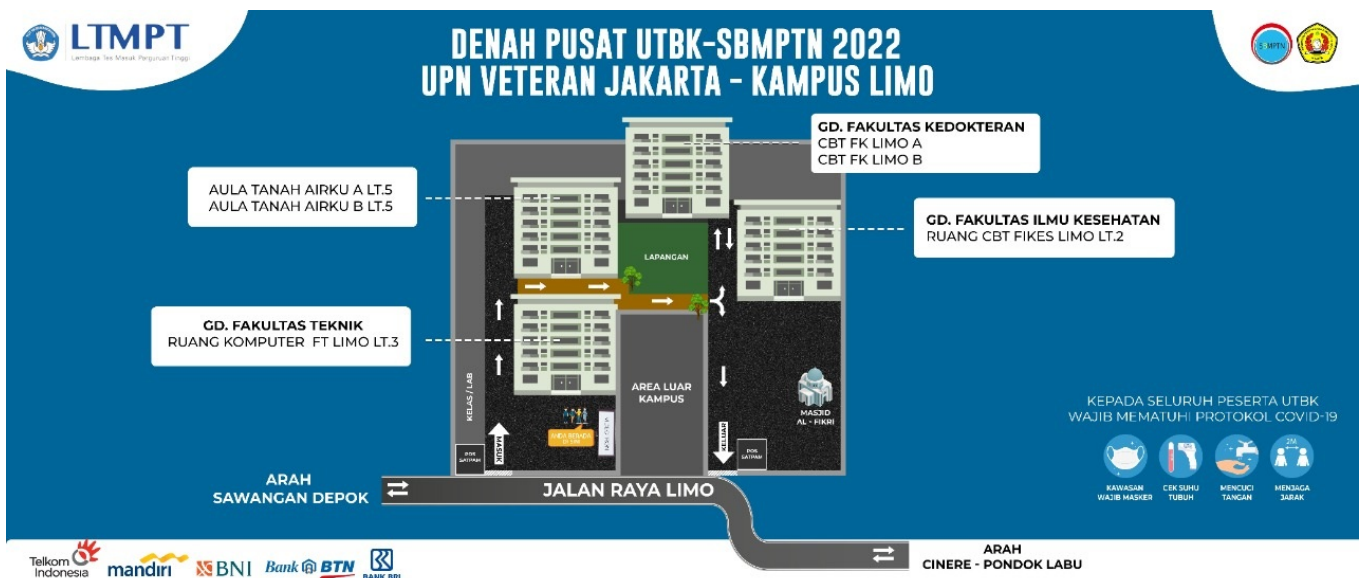 LTMPT
Lembaga Tes Masuk Perguruan Tinggi
DENAH PUSAT UTBK-SBMPTN 2022
UPN VETERAN JAKARTA - KAMPUS LIMO
SBMPTN
GD. FAKULTAS KEDOKTERAN
CBT FK LIMO A
CBT FK LIMO B
AULA TANAH AIRKU A LT.5
AULA TANAH AIRKU B LT.5
GD. FAKULTAS ILMU KESEHATAN
RUANG CBT FIKES LIMO LT.2
LAPANGAN
GD. FAKULTAS TEKNIK
RUANG KOMPUTER FT LIMO LT.3
KELAS / LAB
AREA LUAR
KAMPUS
MASJID
AL - FIKRI
ANDA BERADA
DI SINI
MASUK
KELUAR
POS
SATPAM
POS
SATPAM
KEPADA SELURUH PESERTA UTBK
WAJIB MEMATUHI PROTOKOL COVID-19
2M
KAWASAN
WAJIB MASKER
CEK SUHU
TUBUH
MENCUCI
TANGAN
MENJAGA
JARAK
ARAH
SAWANGAN DEPOK
JALAN RAYA LIMO
ARAH
CINERE - PONDOK LABU
Telkom
Indonesia
mandiri
BNI
Bank BTN
BANK BRI